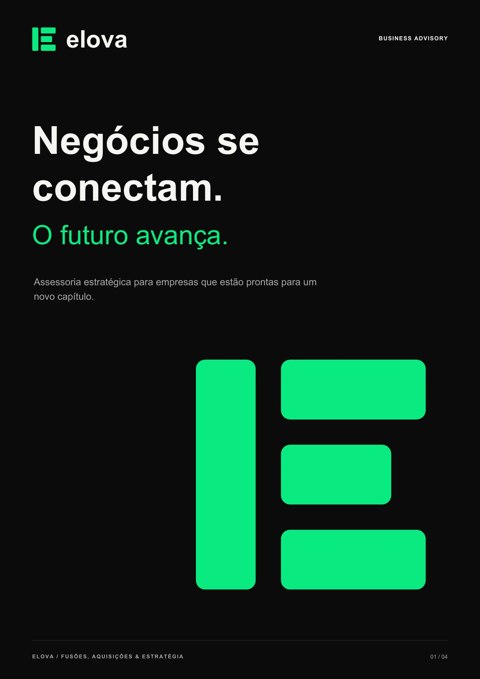 elova
BUSINESS ADVISORY
Negócios se
conectam.
O futuro avança.
Assessoria estratégica para empresas que estão prontas para um
novo capítulo.
ELOVA / FUSÕES, AQUISIÇÕES & ESTRATÉGIA
01 / 04